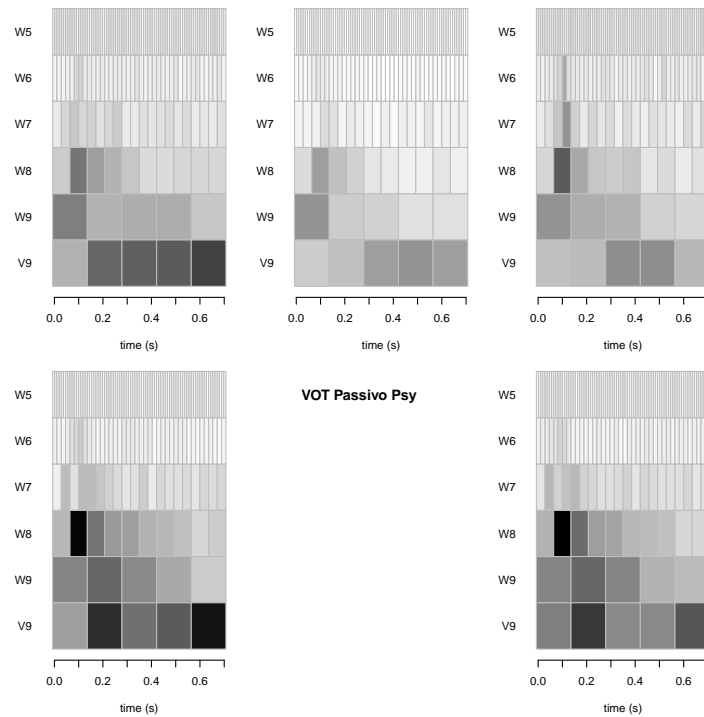 W5 W5 W5
W6 W6 W6
W7 W7 W7
W8 W8 W8
W9 W9 W9
V9 V9 V9
0.0 0.2 0.4 0.6 0.0 0.2 0.4 0.6 0.0 0.2 0.4 0.6
time (s) time (s) time (s)
W5 VOT Passivo Psy W5
W6 W6
W7 W7
W8 W8
W9 W9
V9 V9
0.0 0.2 0.4 0.6 0.0 0.2 0.4 0.6
time (s) time (s)